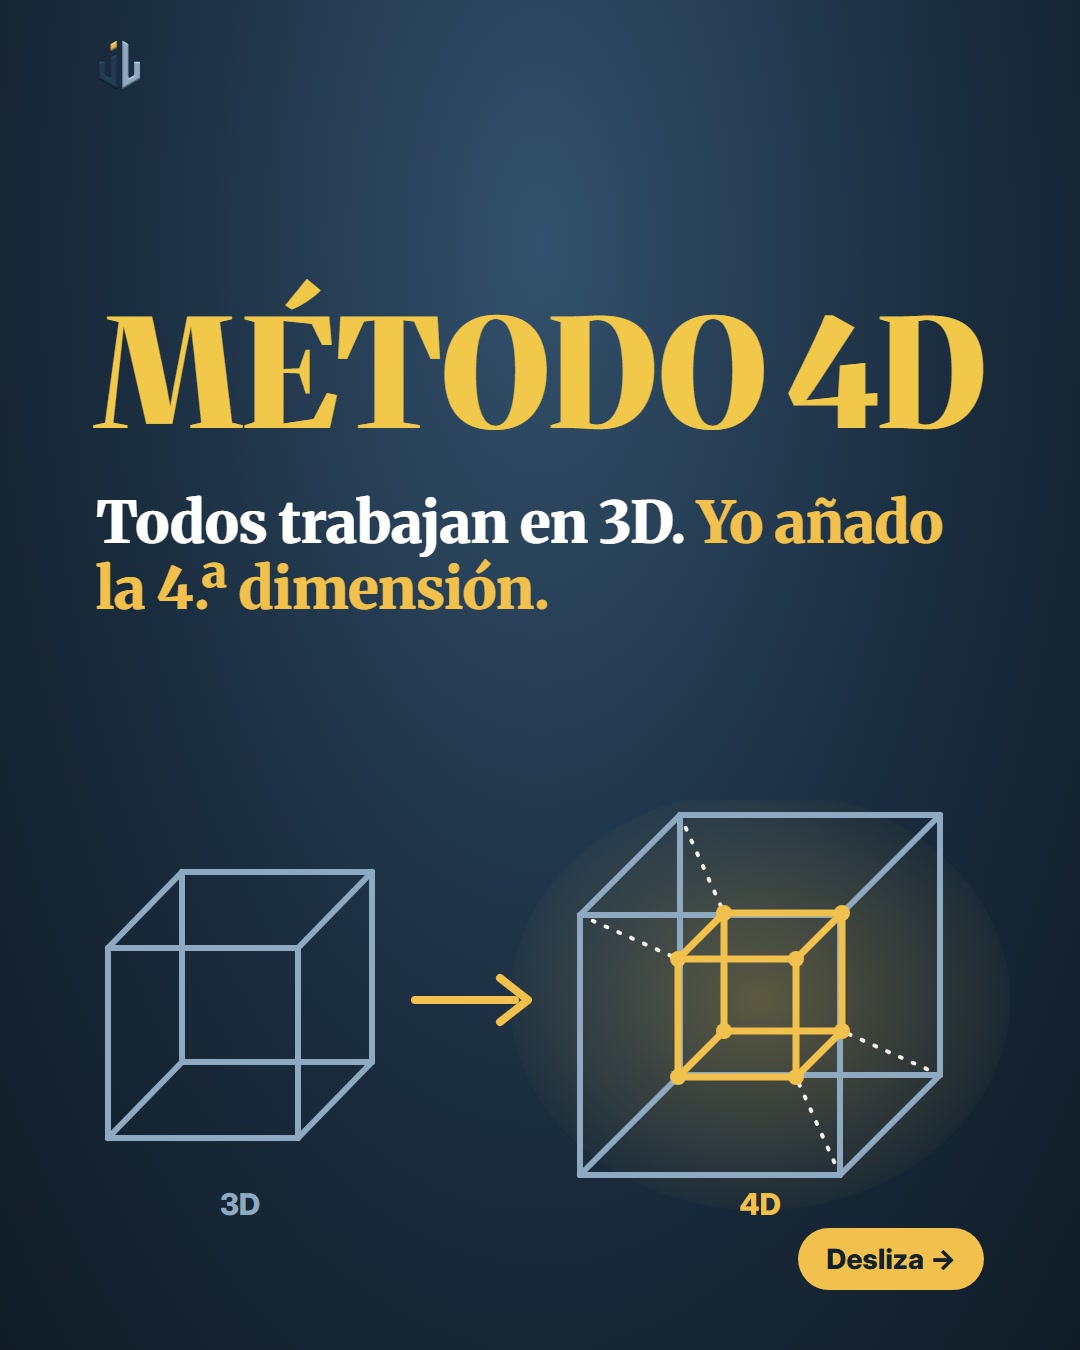 MÉTODO 4D
Todos trabajan en 3D. Yo añado
la 4.ª dimensión.
3D
4D
Desliza →